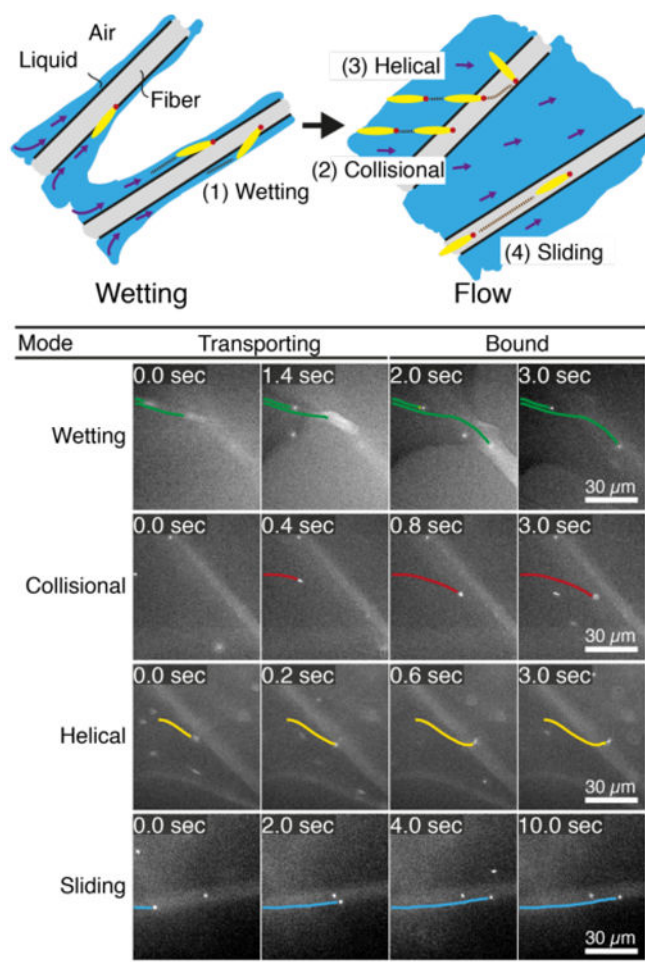 Air
Liquid
Fiber
(1) Wetting
Wetting
(3) Helical
(2) Collisional
(4) Sliding
Flow
Mode Transporting Bound
Wetting 0.0 sec 1.4 sec 2.0 sec 3.0 sec
30 µm
Collisional 0.0 sec 0.4 sec 0.8 sec 3.0 sec
30 µm
Helical 0.0 sec 0.2 sec 0.6 sec 3.0 sec
30 µm
Sliding 0.0 sec 2.0 sec 4.0 sec 10.0 sec
30 µm